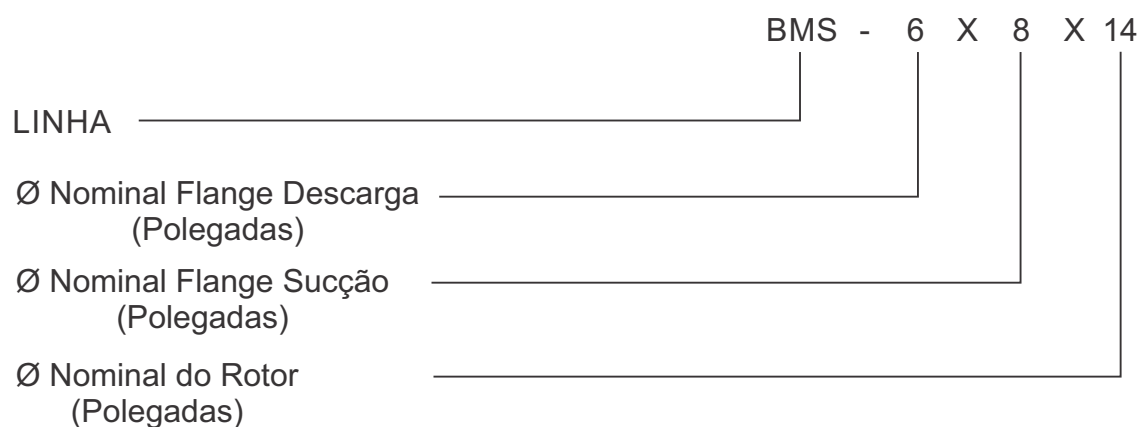 BMS - 6 X 8 X 14
LINHA
Ø Nominal Flange Descarga
(Polegadas)
Ø Nominal Flange Sucção
(Polegadas)
Ø Nominal do Rotor
(Polegadas)